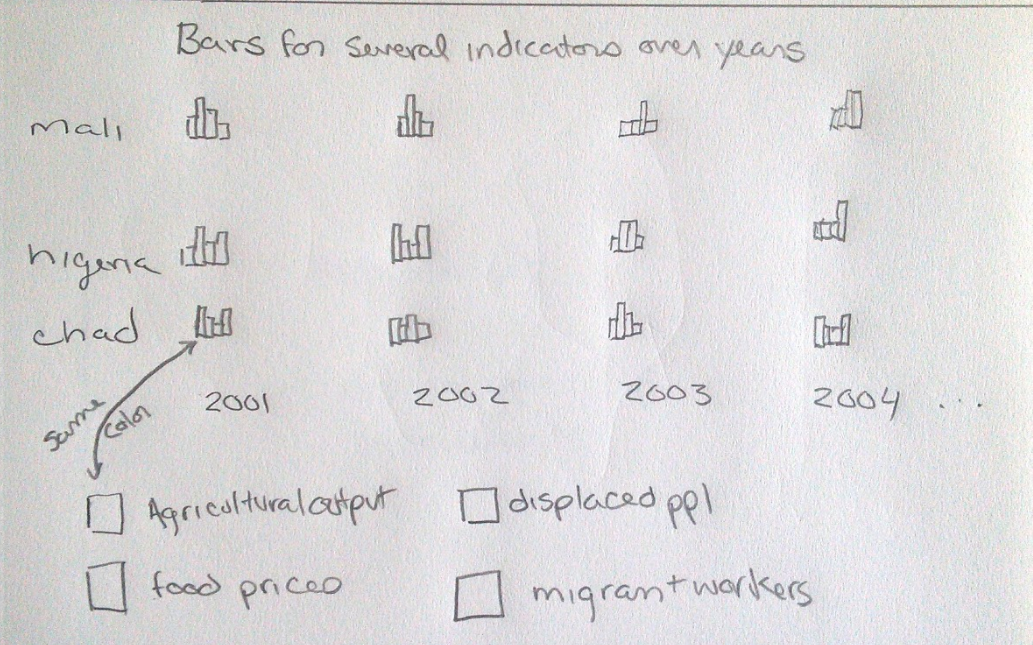 Bars for several indicators over years
mali
nigeria
chad
same color
2001 2002 2003 2004 ...
Agricultural output displaced ppl
food prices migrant workers